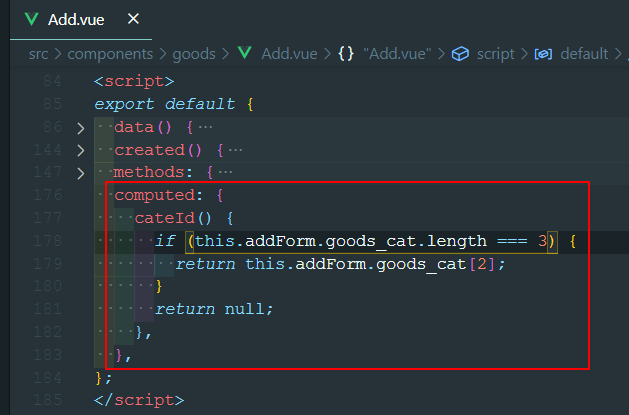 Add.vue ×
src > components > goods > Add.vue > {} "Add.vue" > script > default >
84 <script>
85 export default {
86 data() { ···
144 created() { ···
147 methods: { ···
176 computed: {
177 cateId() {
178 if (this.addForm.goods_cat.length === 3) {
179 return this.addForm.goods_cat[2];
180 }
181 return null;
182 },
183 },
184 };
185 </script>